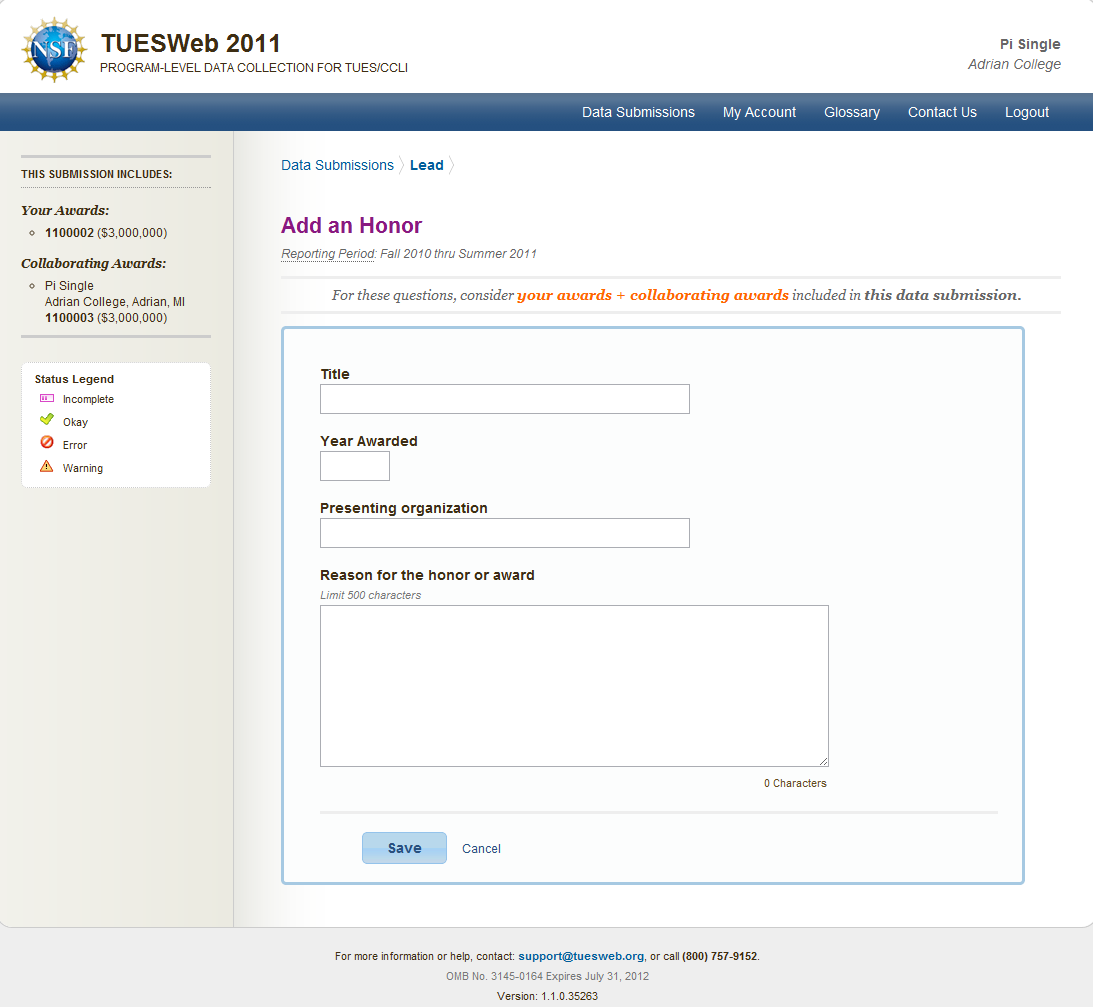 NSF
TUESWeb 2011
PROGRAM-LEVEL DATA COLLECTION FOR TUES/CCLI
Pi Single
Adrian College
Data Submissions
My Account
Glossary
Contact Us
Logout
THIS SUBMISSION INCLUDES:
Your Awards:
1100002 ($3,000,000)
Collaborating Awards:
Pi Single
Adrian College, Adrian, MI
1100003 ($3,000,000)
Status Legend
Incomplete
Okay
Error
Warning
Data Submissions
Lead
Add an Honor
Reporting Period: Fall 2010 thru Summer 2011
For these questions, consider your awards + collaborating awards included in this data submission.
Title
Year Awarded
Presenting organization
Reason for the honor or award
Limit 500 characters
0 Characters
Save
Cancel
For more information or help, contact: support@tuesweb.org, or call (800) 757-9152.
OMB No. 3145-0164 Expires July 31, 2012
Version: 1.1.0.35263